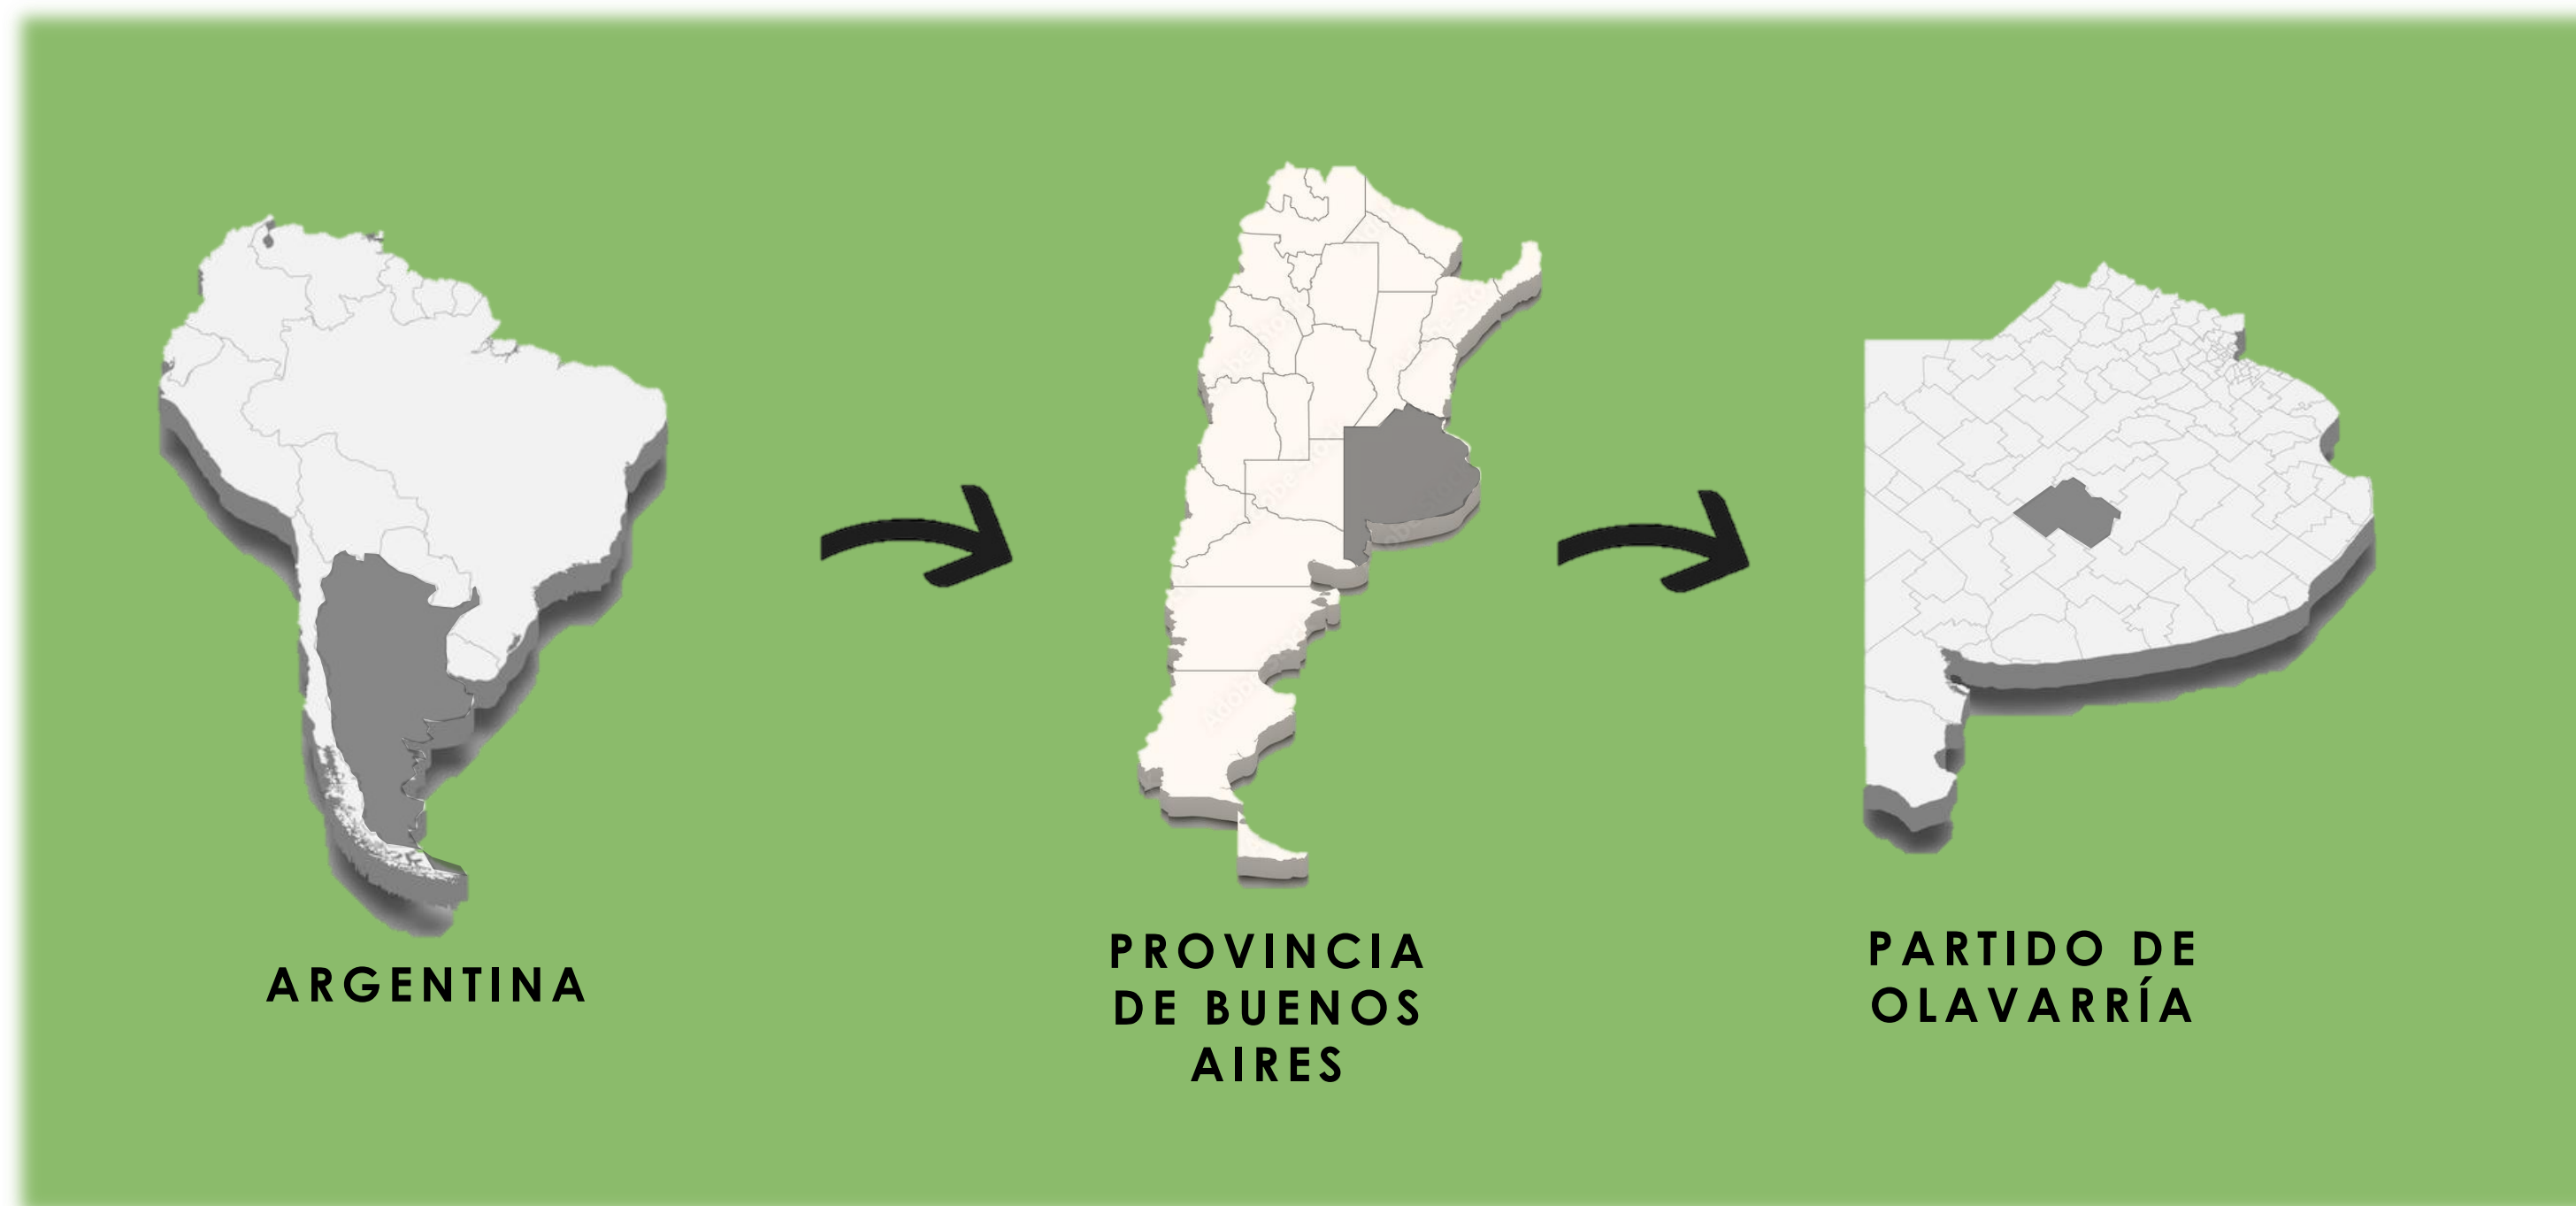 ARGENTINA
PROVINCIA
DE BUENOS
AIRES
PARTIDO DE
OLAVARRÍA